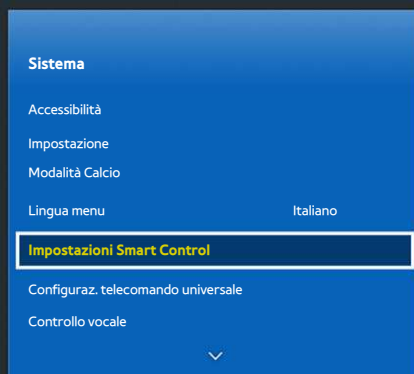 Sistema
Accessibilità
Impostazione
Modalità Calcio
Lingua menu Italiano
Impostazioni Smart Control
Configuraz. telecomando universale
Controllo vocale